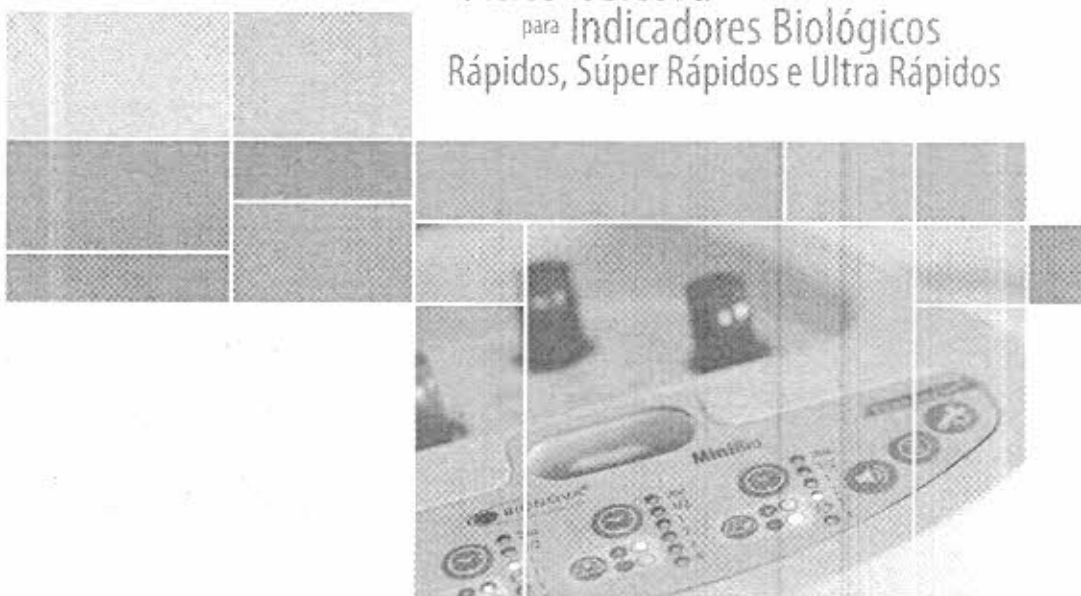 para Indicadores Biológicos
Rápidos, Súper Rápidos e Ultra Rápidos
MiniBio
BIONOVA®